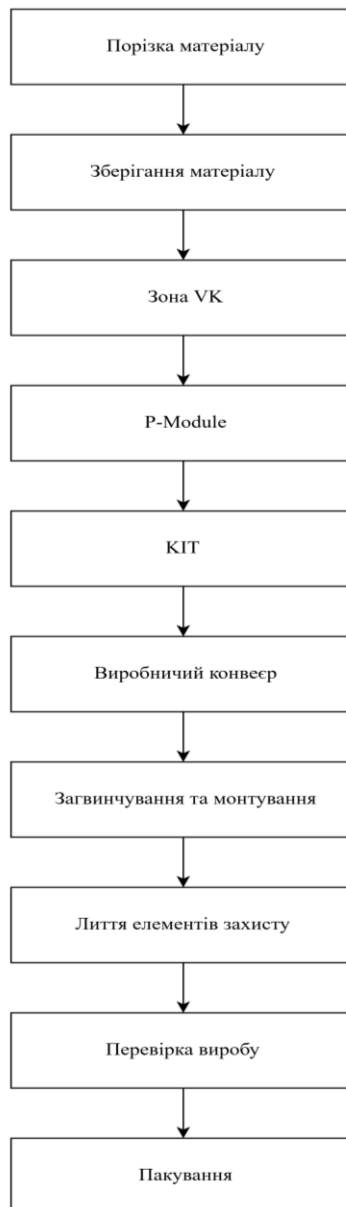 Порізка матеріалу
Зберігання матеріалу
Зона VK
P-Module
KIT
Виробничий конвеєр
Загвинчування та монтування
Лиття елементів захисту
Перевірка виробу
Пакування